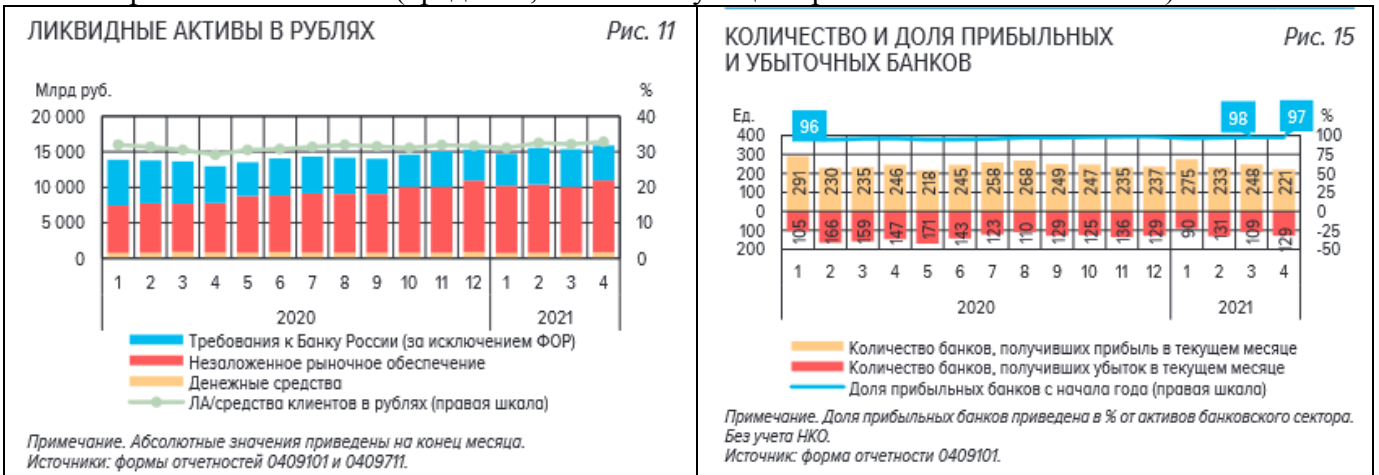 ЛИКВИДНЫЕ АКТИВЫ В РУБЛЯХ
Рис. 11
Млрд руб.
%
20 000
15 000
10 000
5 000
0
40
30
20
10
0
1 2 3 4 5 6 7 8 9 10 11 12 1 2 3 4
2020 2021
Требования к Банку России (за исключением ФОР)
Незаложенное рыночное обеспечение
Денежные средства
ЛА/средства клиентов в рублях (правая шкала)
Примечание. Абсолютные значения приведены на конец месяца.
Источники: формы отчетностей 0409101 и 0409711.
КОЛИЧЕСТВО И ДОЛЯ ПРИБЫЛЬНЫХ
И УБЫТОЧНЫХ БАНКОВ
Рис. 15
Ед.
%
96 98 97
400
300
200
100
0
100
200
100
75
50
25
0
-25
-50
291 230 235 246 218 245 258 268 249 247 235 237 275 233 248 221
105 166 159 147 171 143 123 110 129 125 136 129 90 131 109 129
1 2 3 4 5 6 7 8 9 10 11 12 1 2 3 4
2020 2021
Количество банков, получивших прибыль в текущем месяце
Количество банков, получивших убыток в текущем месяце
Доля прибыльных банков с начала года (правая шкала)
Примечание. Доля прибыльных банков приведена в % от активов банковского сектора.
Без учета НКО.
Источник: форма отчетности 0409101.